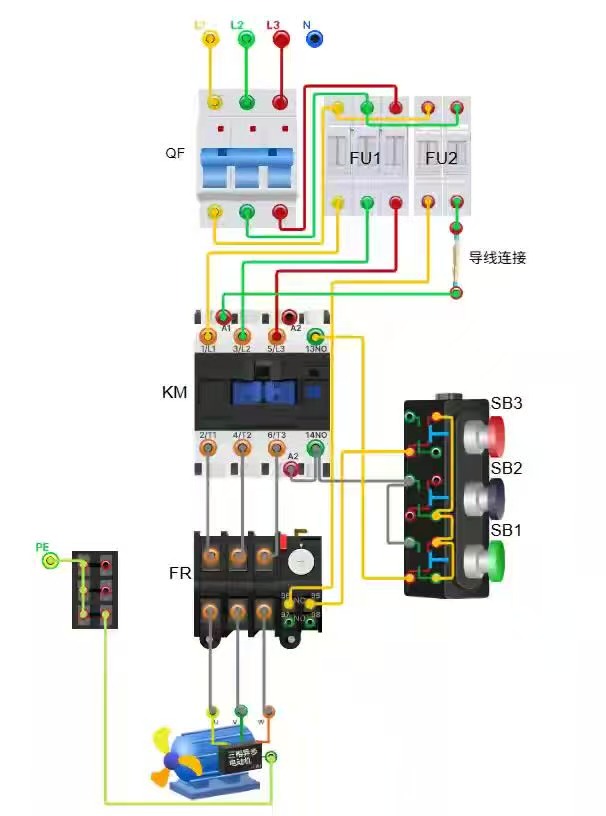 L1 L2 L3 N
QF
FU1
FU2
导线连接
A1
A2
1/L1 3/L2 5/L3 13NO
KM
2/T1 4/T2 6/T3 14NO
A2
SB3
SB2
SB1
PE
FR
96 NC 95
97 NO 98
U V W
三相异步
电动机